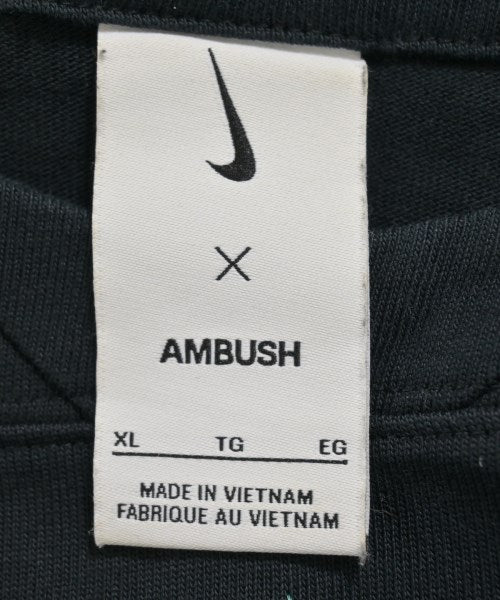 ×
AMBUSH
XL TG EG
MADE IN VIETNAM
FABRIQUE AU VIETNAM